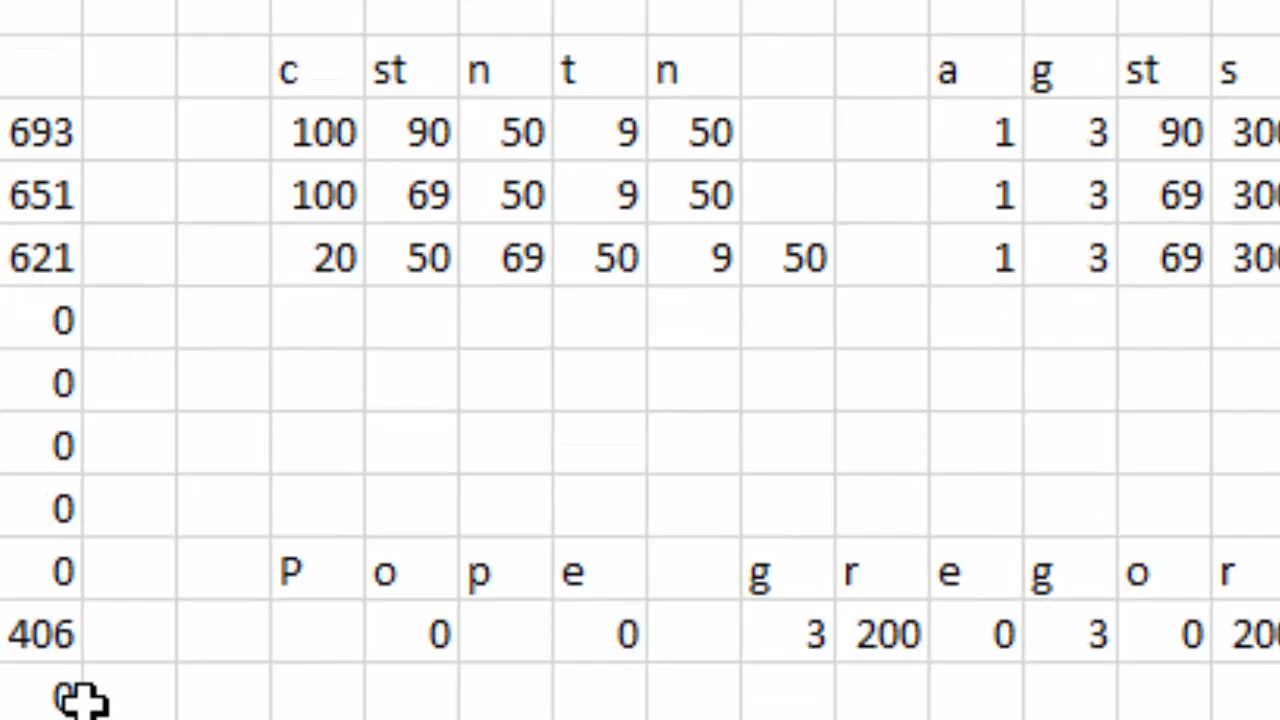 c st n t n a g st s
693 100 90 50 9 50 1 3 90
651 100 69 50 9 50 1 3 69
621 20 50 69 50 9 50 1 3 69
0
0
0
0
0 P o p e g r e g o r
406 0 0 3 200 0 3 0